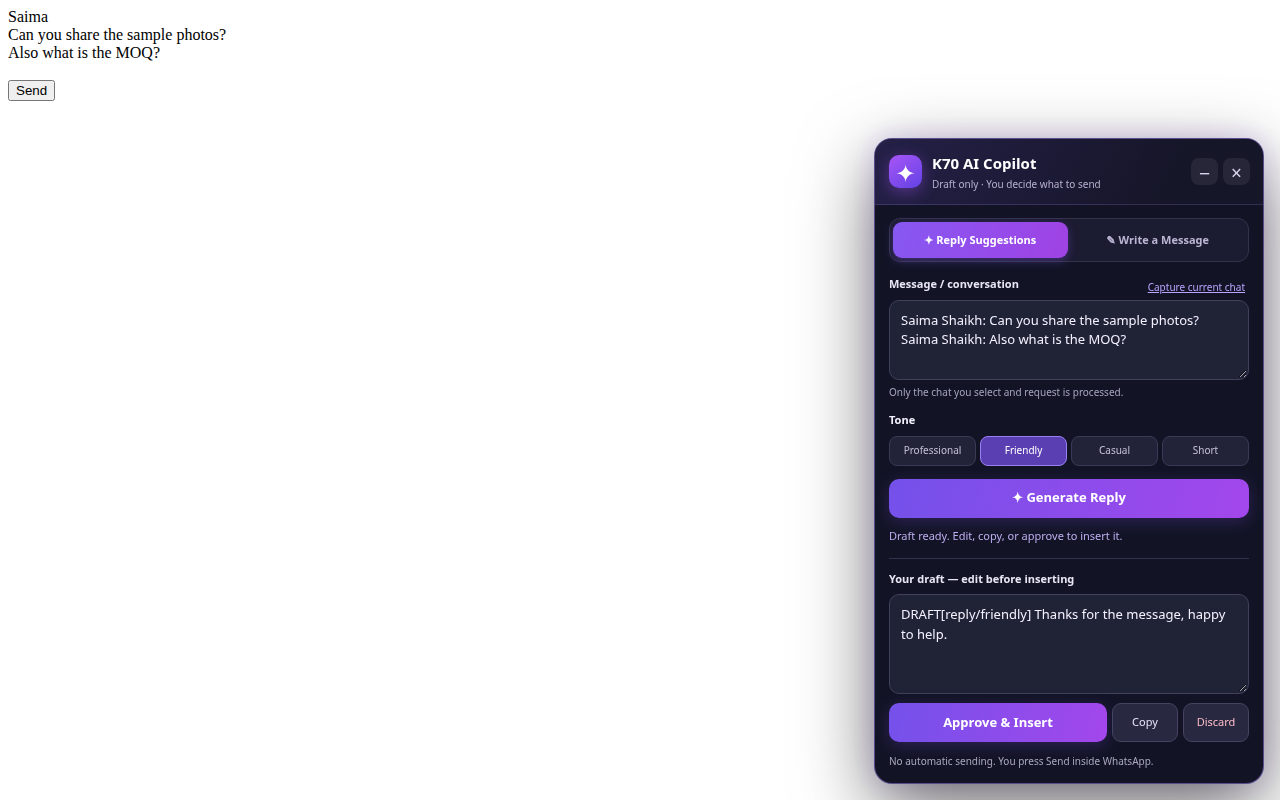 Saima
Can you share the sample photos?
Also what is the MOQ?
Send
K70 AI Copilot
Draft only · You decide what to send
–
×
✦ Reply Suggestions
✎ Write a Message
Message / conversation
Capture current chat
Saima Shaikh: Can you share the sample photos?
Saima Shaikh: Also what is the MOQ?
Only the chat you select and request is processed.
Tone
Professional
Friendly
Casual
Short
✦ Generate Reply
Draft ready. Edit, copy, or approve to insert it.
Your draft — edit before inserting
DRAFT[reply/friendly] Thanks for the message, happy
to help.
Approve & Insert
Copy
Discard
No automatic sending. You press Send inside WhatsApp.